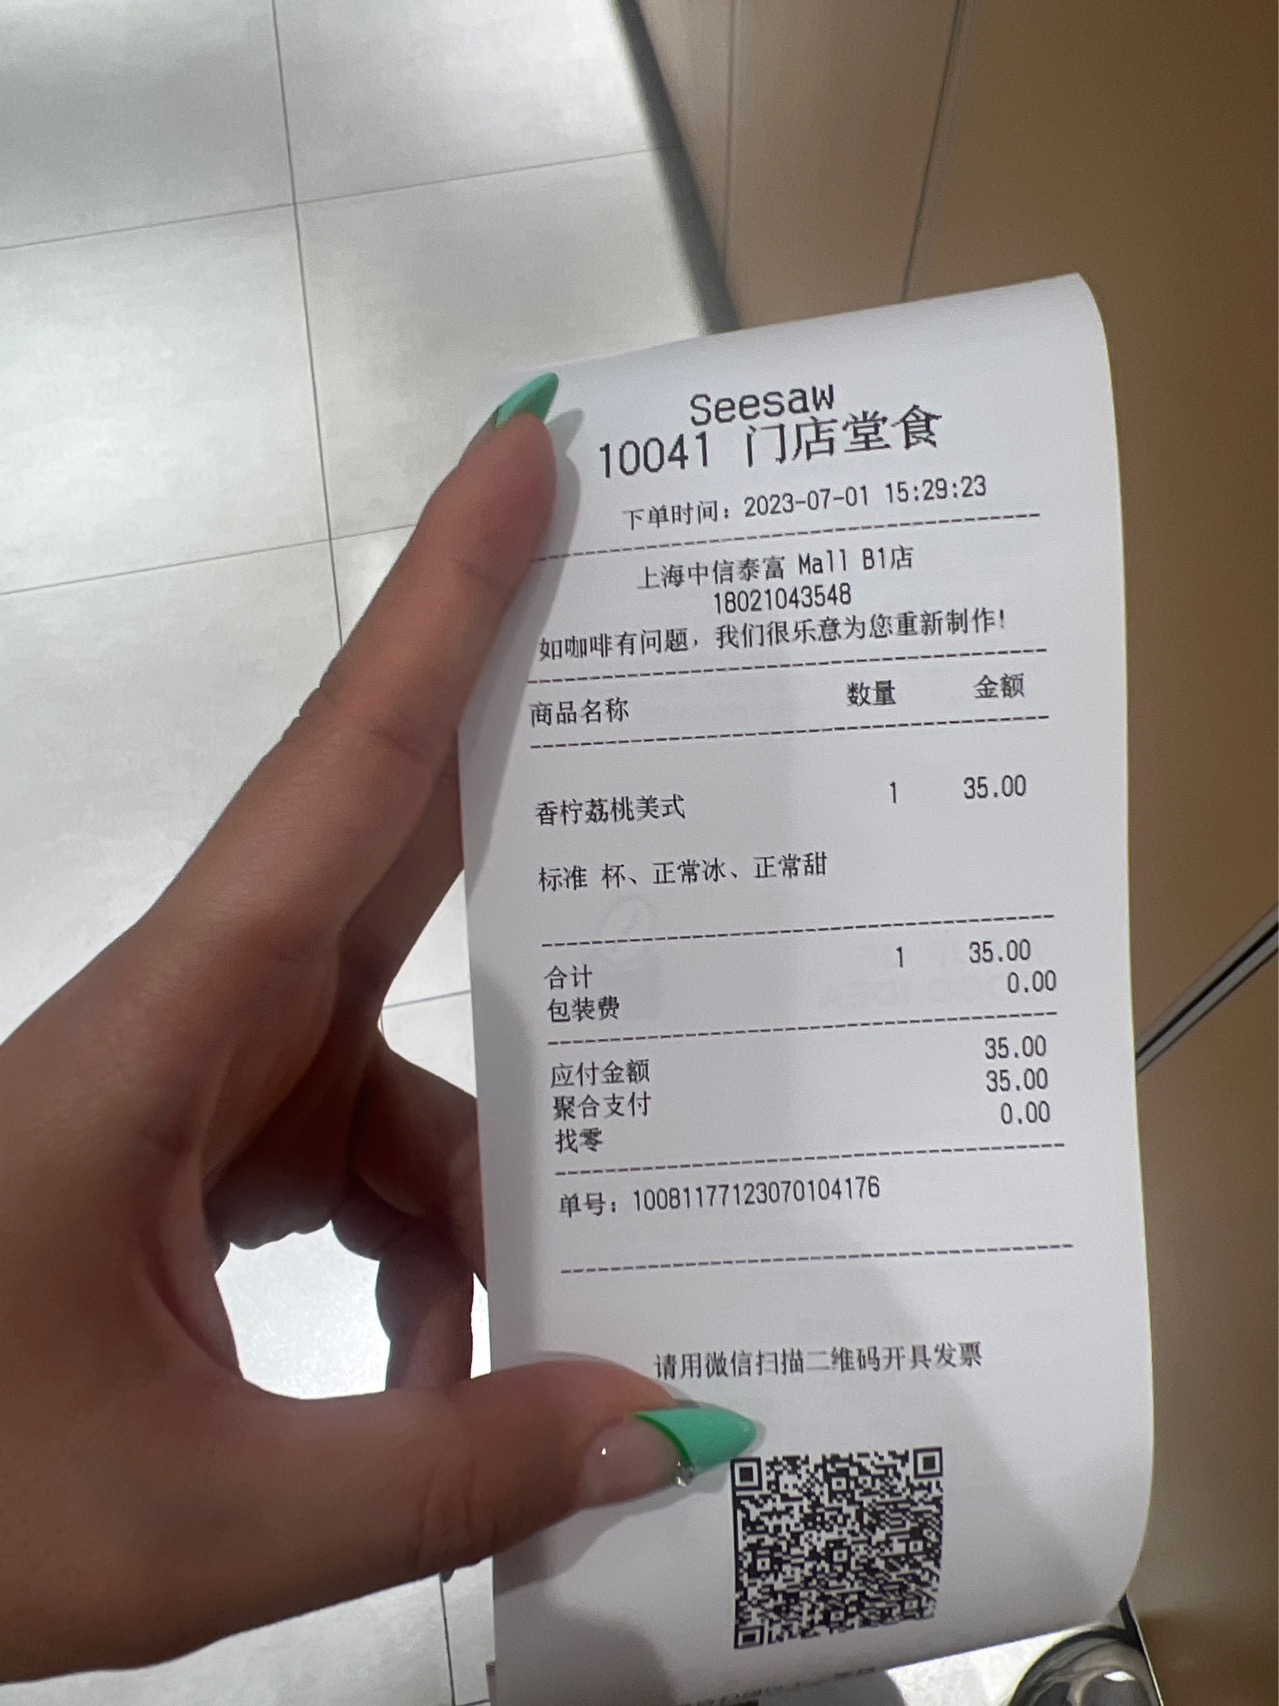 Seesaw
10041 门店堂食
下单时间：2023-07-01 15:29:23
上海中信泰富 Mall B1店
18021043548
如咖啡有问题，我们很乐意为您重新制作！
商品名称 数量 金额
香柠荔桃美式 1 35.00
标准 杯、正常冰、正常甜
合计 1 35.00
包装费 0.00
应付金额 35.00
聚合支付 35.00
找零 0.00
单号：10081177123070104176
请用微信扫描二维码开具发票